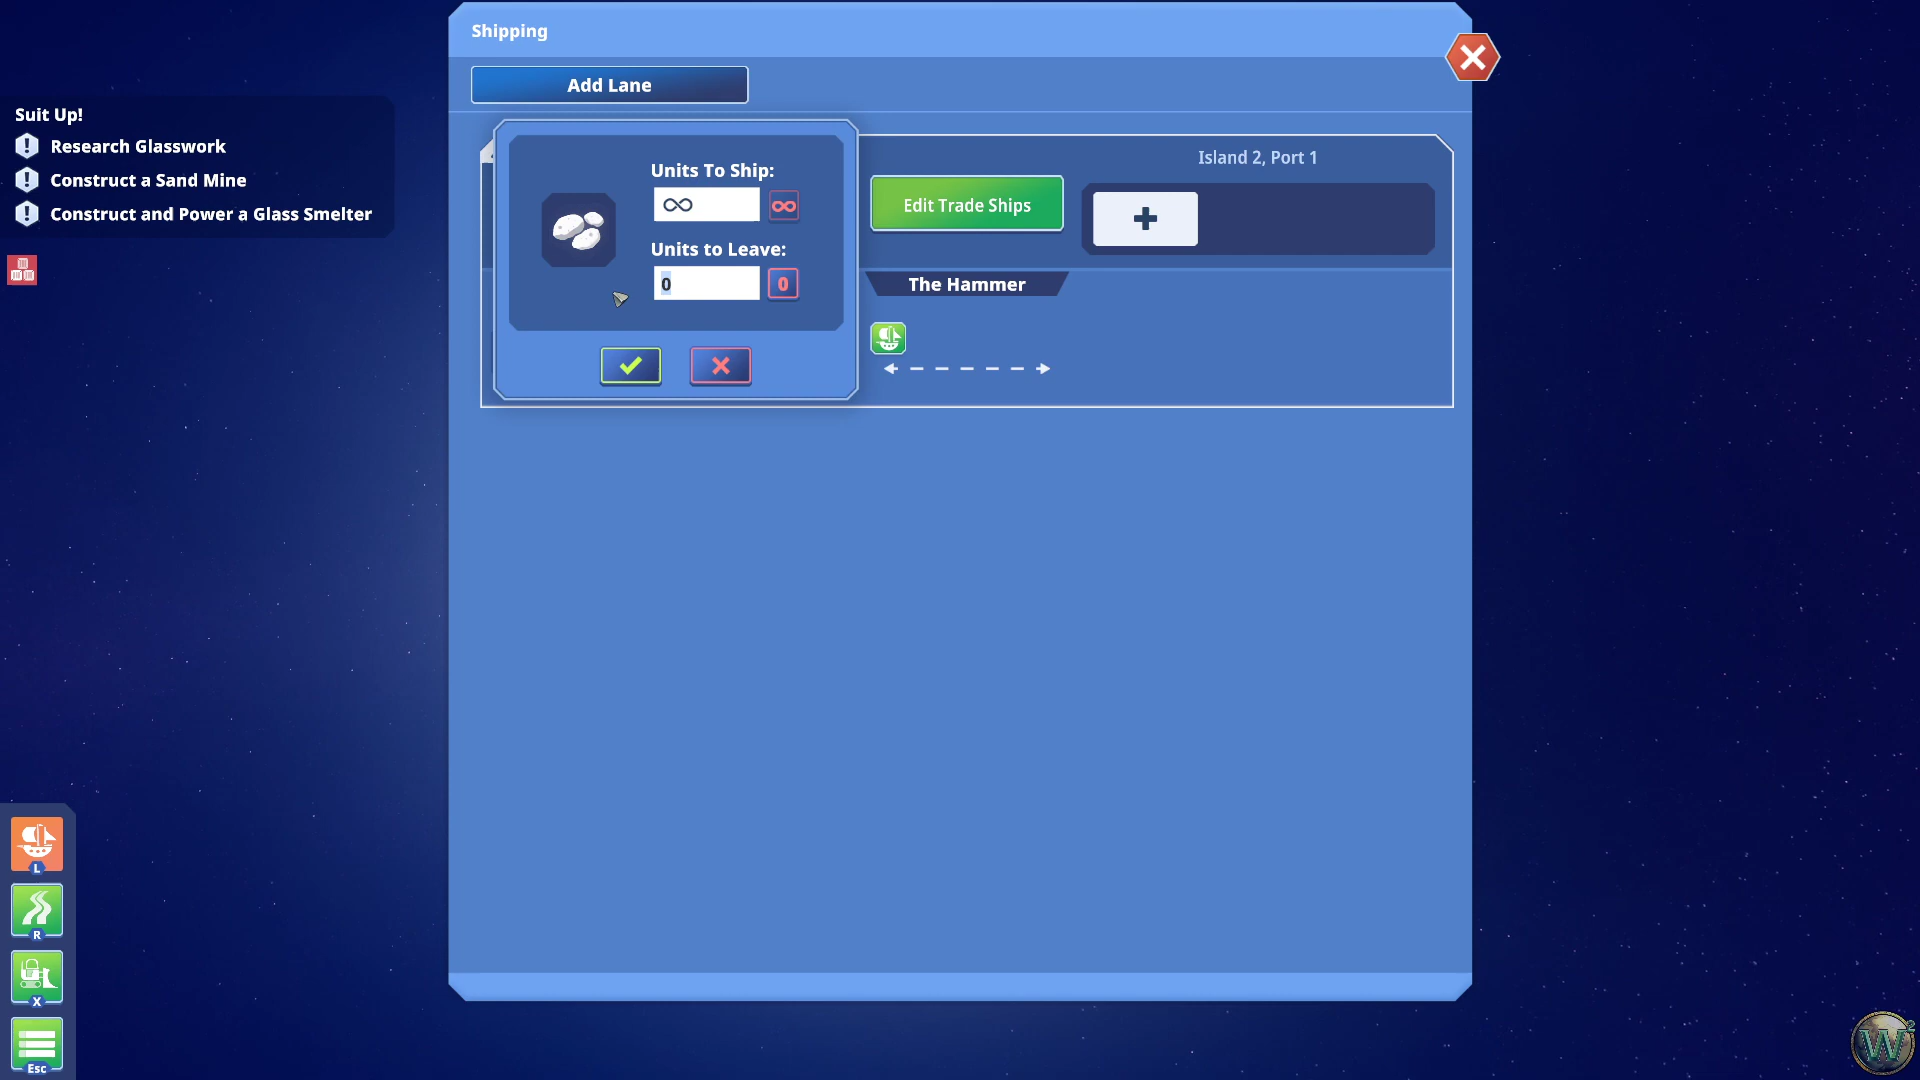 Shipping
Add Lane
Suit Up!
Research Glasswork
Construct a Sand Mine
Construct and Power a Glass Smelter
Units To Ship:
∞ ∞
Units to Leave:
0 0
Edit Trade Ships
Island 2, Port 1
The Hammer
L
R
X
Esc
W2